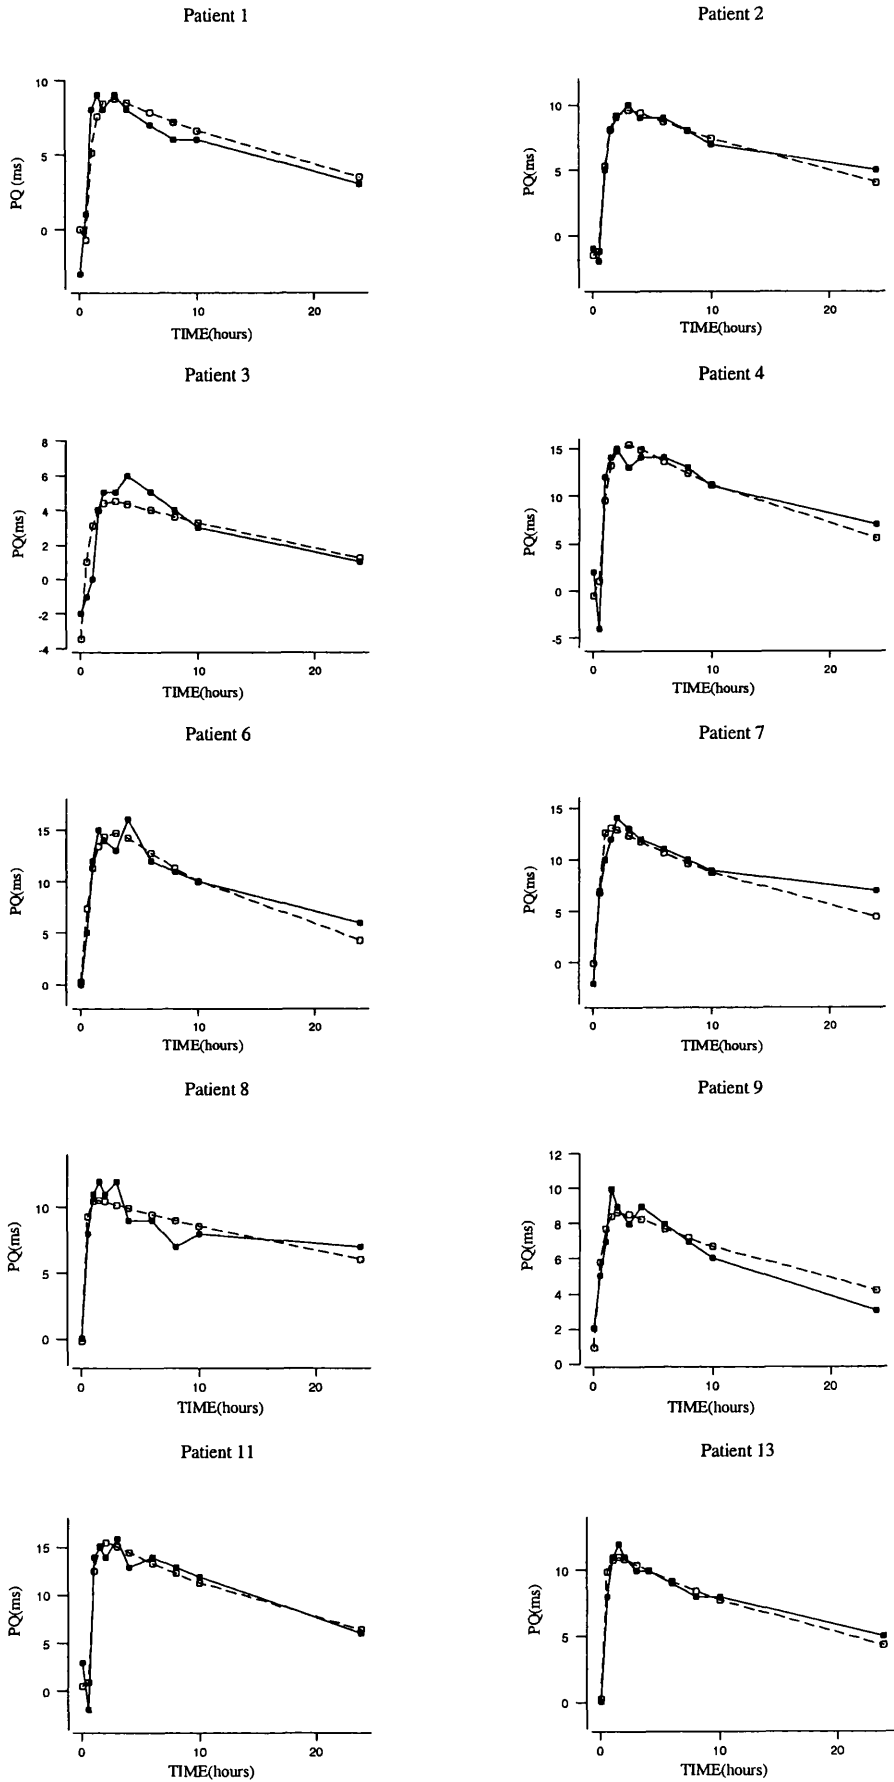 Patient 1
10
5
0
PQ (ms)
0 10 20
TIME(hours)
Patient 2
10
5
0
PQ(ms)
0 10 20
TIME(hours)
Patient 3
8
6
4
2
0
-2
-4
PQ(ms)
0 10 20
TIME(hours)
Patient 4
15
10
5
0
-5
PQ(ms)
0 10 20
TIME(hours)
Patient 6
15
10
5
0
PQ(ms)
0 10 20
TIME(hours)
Patient 7
15
10
5
0
PQ(ms)
0 10 20
TIME(hours)
Patient 8
10
5
0
PQ(ms)
0 10 20
TIME(hours)
Patient 9
12
10
8
6
4
2
0
PQ(ms)
0 10 20
TIME(hours)
Patient 11
15
10
5
0
PQ(ms)
0 10 20
TIME(hours)
Patient 13
10
5
0
PQ(ms)
0 10 20
TIME(hours)